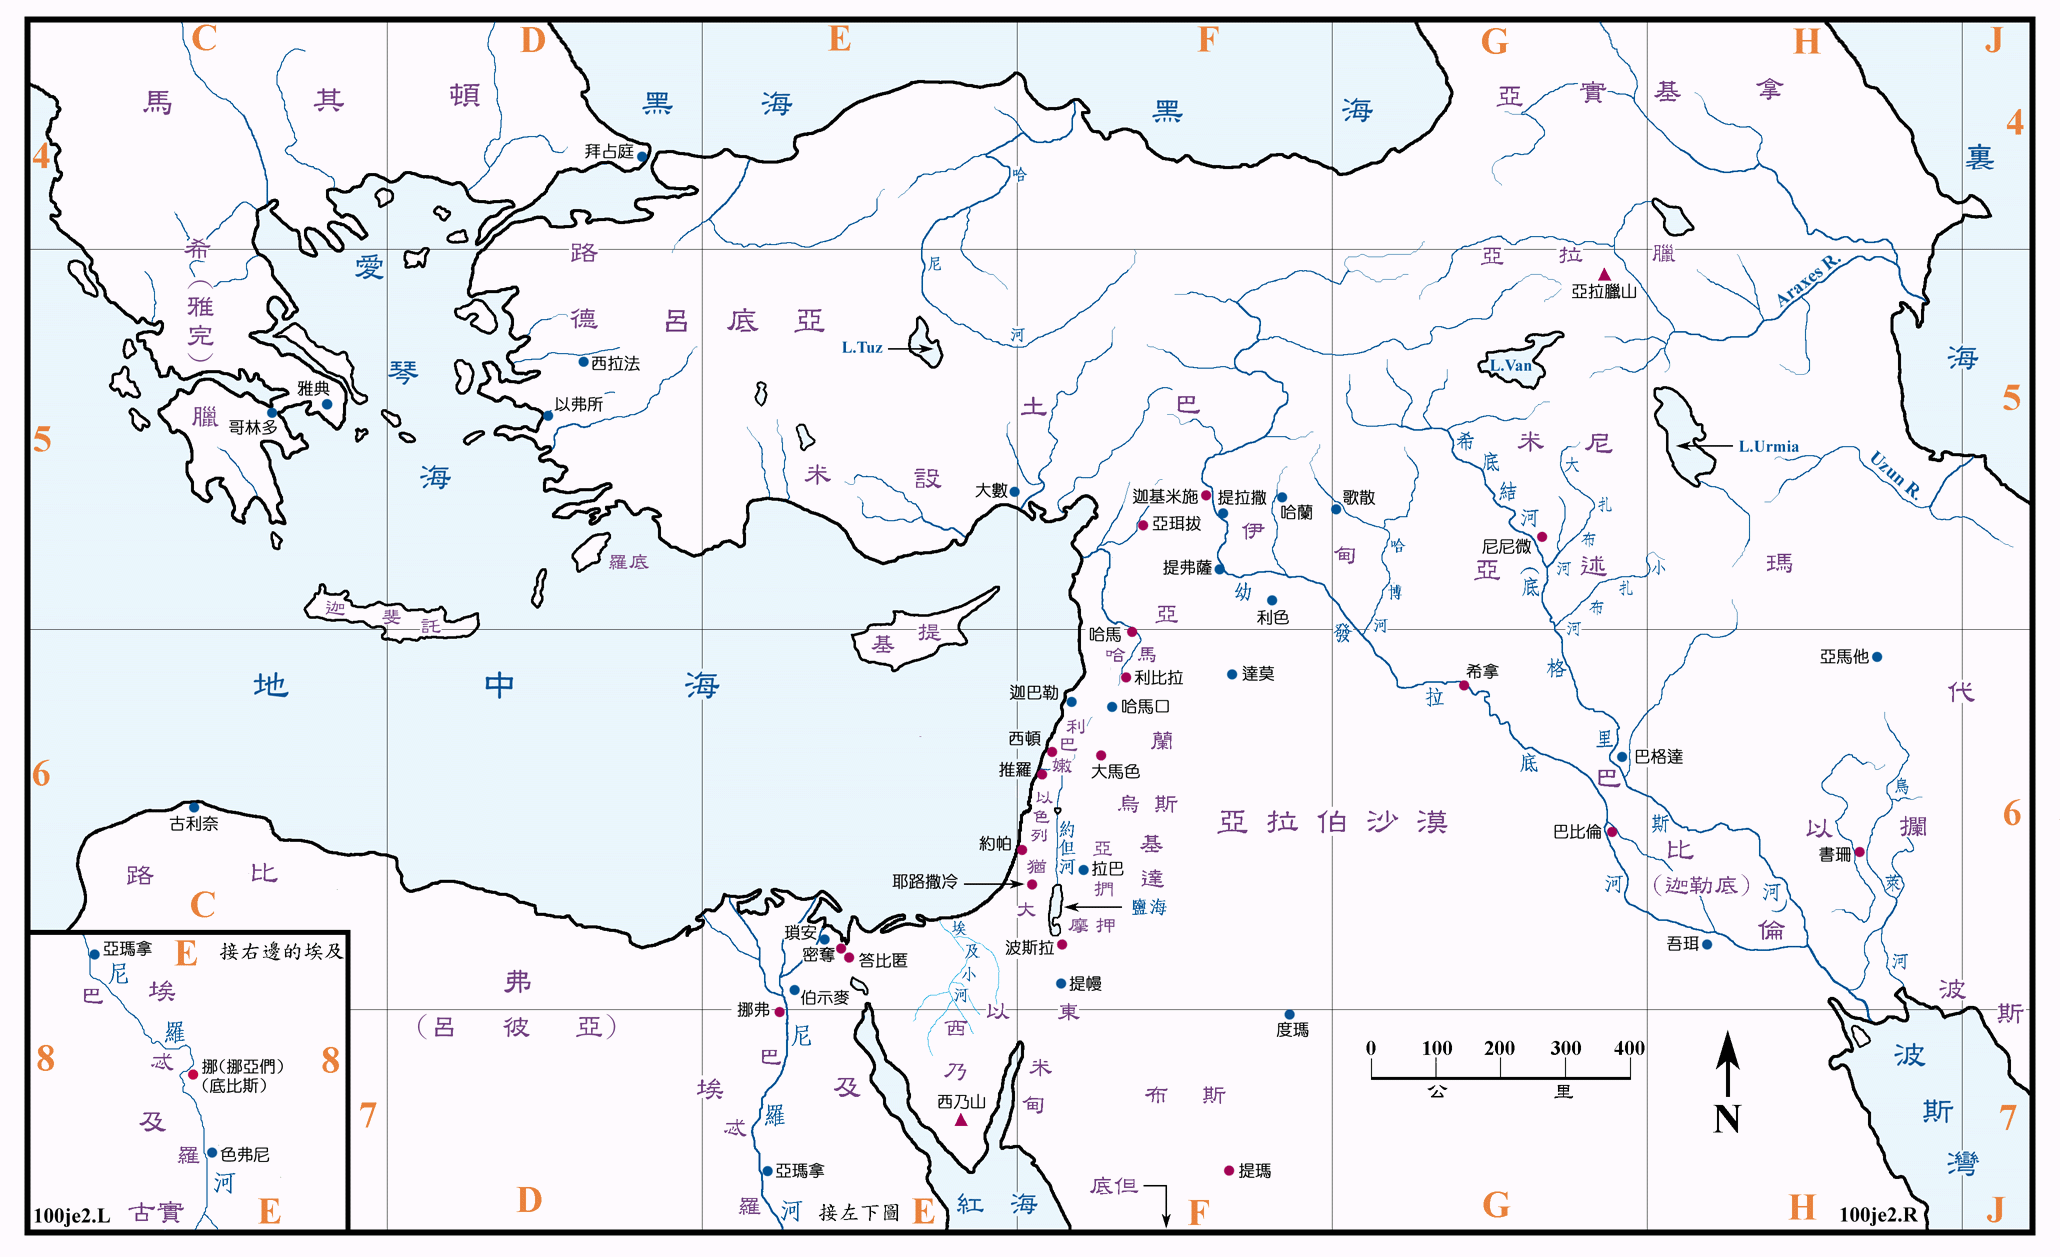 C
D
E
F
G
H
J
4
4
5
5
6
6
7
7
8
8
馬其頓
黑海
黑海
亞實基拿
裏海
拜占庭
希(雅完)臘
愛琴海
路德
呂底亞
哈尼河
亞拉臘
亞拉臘山
Araxes R.
L.Tuz
L.Van
L.Urmia
Uzun R.
西拉法
以弗所
雅典
哥林多
土巴
米設
米尼
大數
迦基米施
提拉撒
哈蘭
歌散
亞珥拔
伊甸
提弗薩
利色
哈博河
希底結河
(底格里斯河)
大扎布河
小扎布河
尼尼微
亞述
瑪代
羅底
迦斐託
基提
地中海
幼發拉底河
亞蘭
哈馬
哈馬
利比拉
達莫
希拿
亞馬他
迦巴勒
哈馬口
利巴嫩
西頓
推羅
大馬色
巴格達
烏斯
以色列
約但河
亞拉伯沙漠
巴比倫
巴比倫
(迦勒底)
以攔
書珊
烏萊河
約帕
亞捫
基達
拉巴
耶路撒冷
猶大
鹽海
摩押
吾珥
古利奈
路比
弗
(呂彼亞)
瑣安
密奪
答比匿
埃及小河
波斯拉
提幔
伯示麥
挪弗
以東
度瑪
波斯
波斯灣
西乃
西乃山
米甸
布斯
提瑪
底但
紅海
埃及
巴忒羅
尼羅河
亞瑪拿
接左下圖
0 100 200 300 400
公里
N
100je2.R
C
E
接右邊的埃及
亞瑪拿
尼羅河
埃及
巴忒羅
挪(挪亞們)
(底比斯)
色弗尼
古實
100je2.L
E
D
E
F
G
H
J